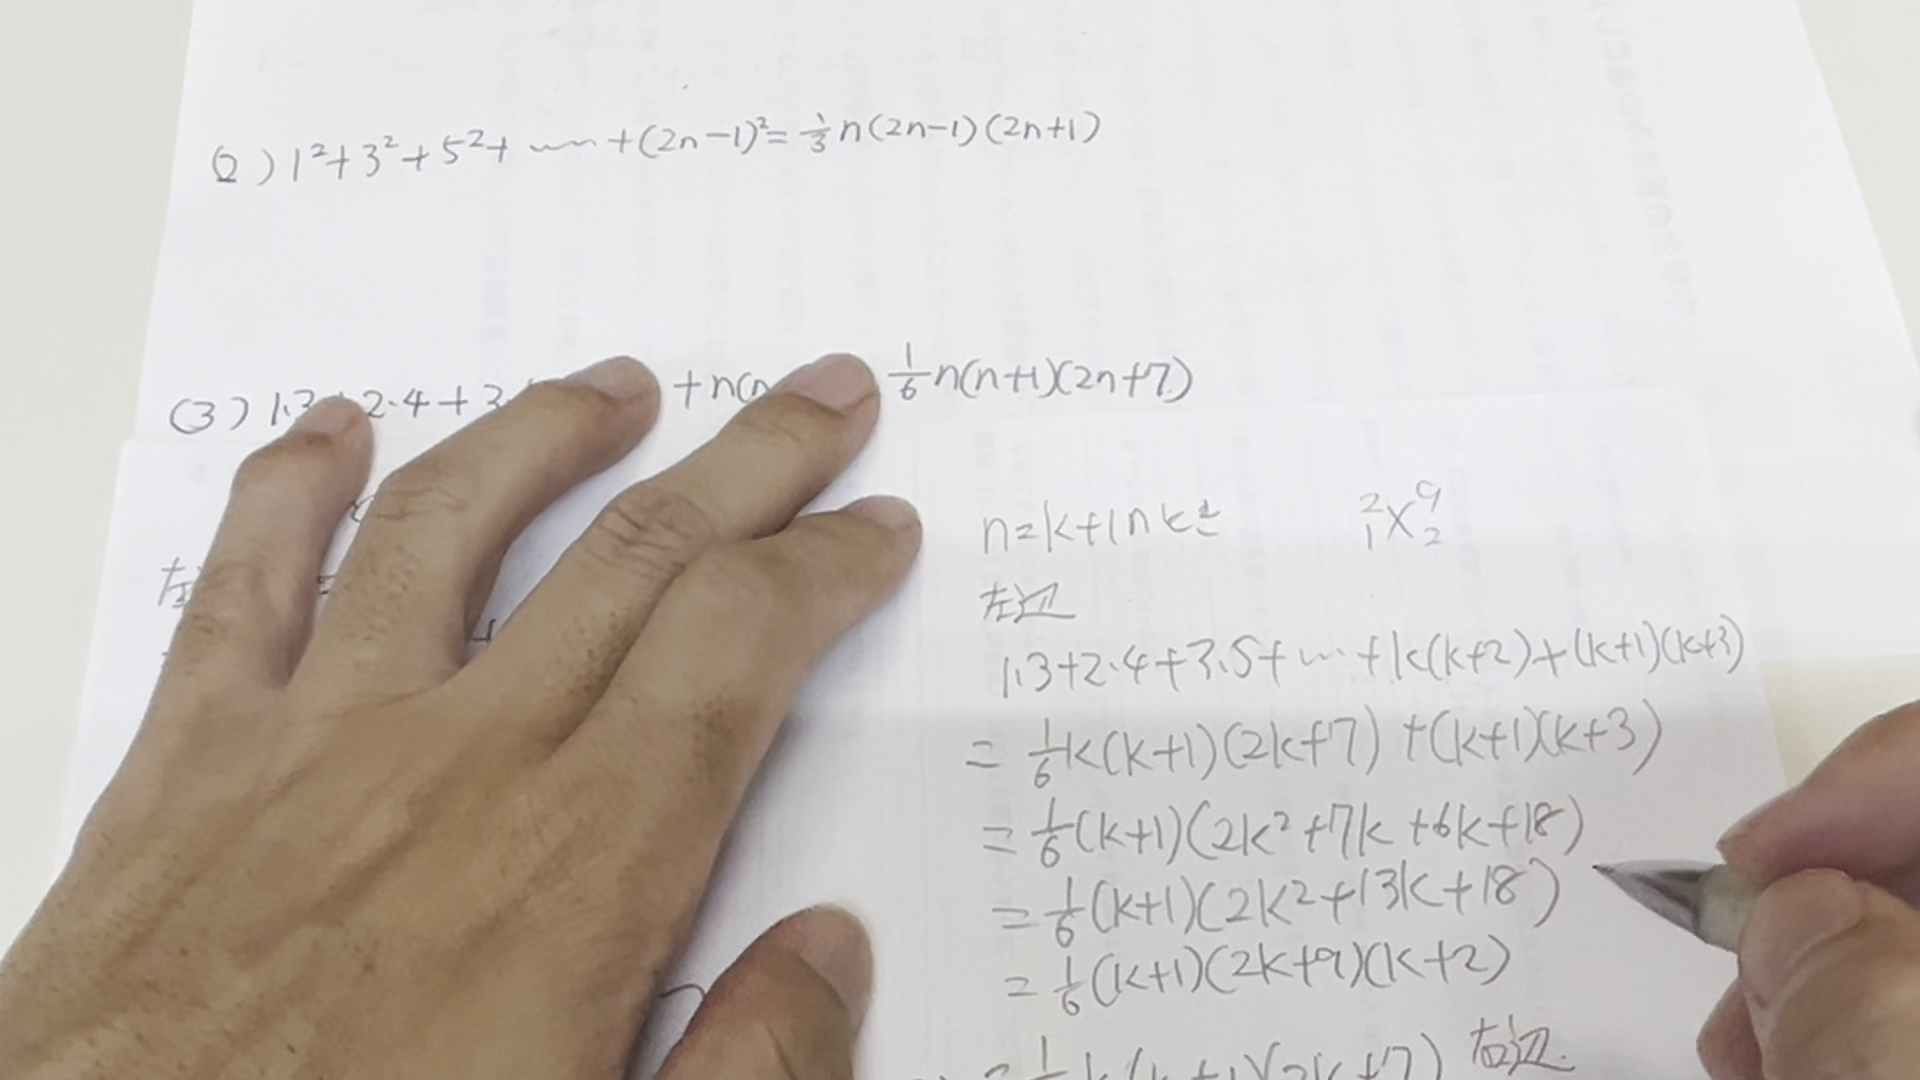 (2) 1²+3²+5²+ …… +(2n-1)²= 1/3 n(2n-1)(2n+1)
(3) 1·3+2·4+3· +n(n 1/6 n(n+1)(2n+7)
n=k+1のとき
2 9
1 X 2
左辺
1·3+2·4+3·5+ … +k(k+2)+(k+1)(k+3)
= 1/6 k(k+1)(2k+7) +(k+1)(k+3)
= 1/6 (k+1)(2k²+7k +6k+18)
= 1/6 (k+1)(2k²+13k+18)
= 1/6 (k+1)(2k+9)(k+2)
右辺
左